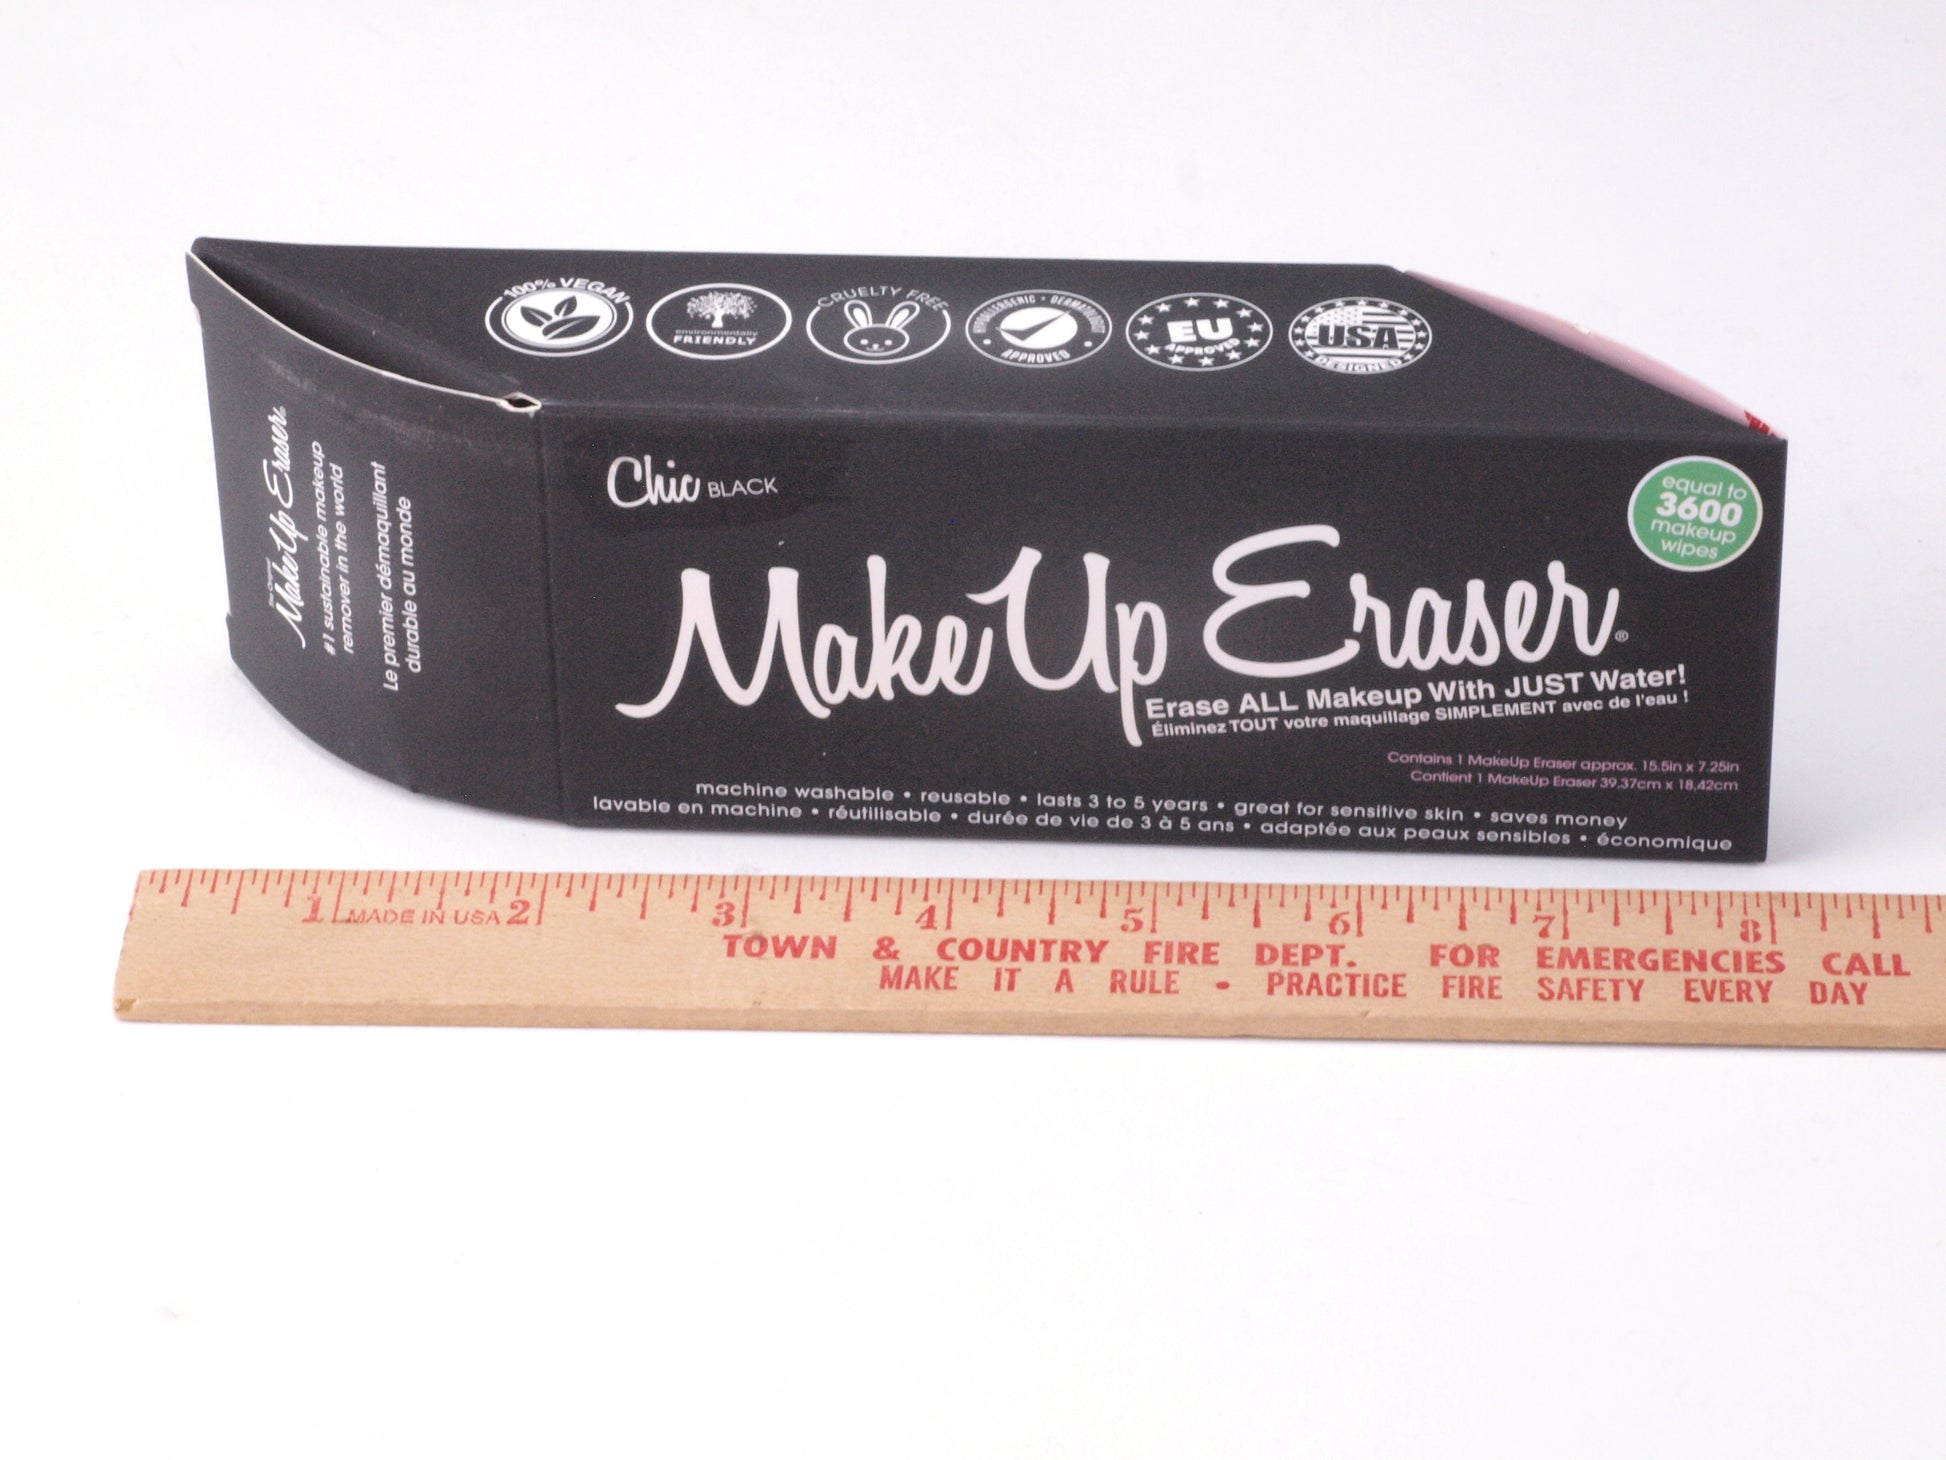 100% VEGAN
environmentally
FRIENDLY
CRUELTY FREE
HYPOALLERGENIC • DERMATOLOGIST
• APPROVED •
EU
APPROVED
USA
DESIGNED
The Original
MakeUp Eraser®
#1 sustainable makeup
remover in the world
Le premier démaquillant
durable au monde
Chic BLACK
equal to
3600
makeup
wipes
MakeUp Eraser®
Erase ALL Makeup With JUST Water!
Éliminez TOUT votre maquillage SIMPLEMENT avec de l'eau !
Contains 1 MakeUp Eraser approx. 15.5in x 7.25in
Contient 1 MakeUp Eraser 39,37cm x 18,42cm
machine washable • reusable • lasts 3 to 5 years • great for sensitive skin • saves money
lavable en machine • réutilisable • durée de vie de 3 à 5 ans • adaptée aux peaux sensibles • économique
1 MADE IN USA 2 3 4 5 6 7 8
TOWN & COUNTRY FIRE DEPT. FOR EMERGENCIES CALL
MAKE IT A RULE - PRACTICE FIRE SAFETY EVERY DAY